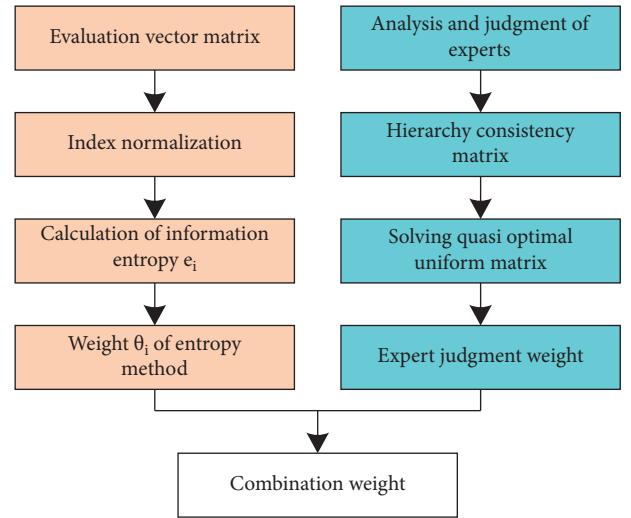 Evaluation vector matrix
Index normalization
Calculation of information
entropy eᵢ
Weight θᵢ of entropy
method
Analysis and judgment of
experts
Hierarchy consistency
matrix
Solving quasi optimal
uniform matrix
Expert judgment weight
Combination weight